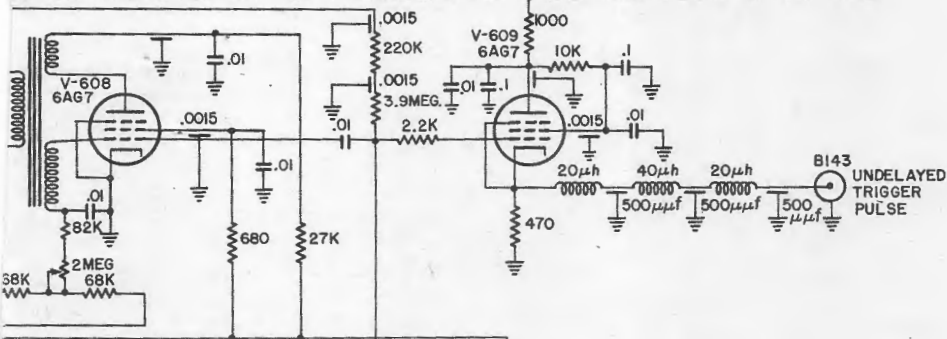 .0015
1000
V-609
6AG7
220K
10K
.1
.01
V-608
6AG7
.0015
3.9MEG.
.01
.1
.0015
.01
.0015
.01
2.2K
.01
20µh
40µh
20µh
B143
UNDELAYED
TRIGGER
PULSE
.01
82K
500µµf
500µµf
500
µµf
680
27K
470
2MEG
68K
68K